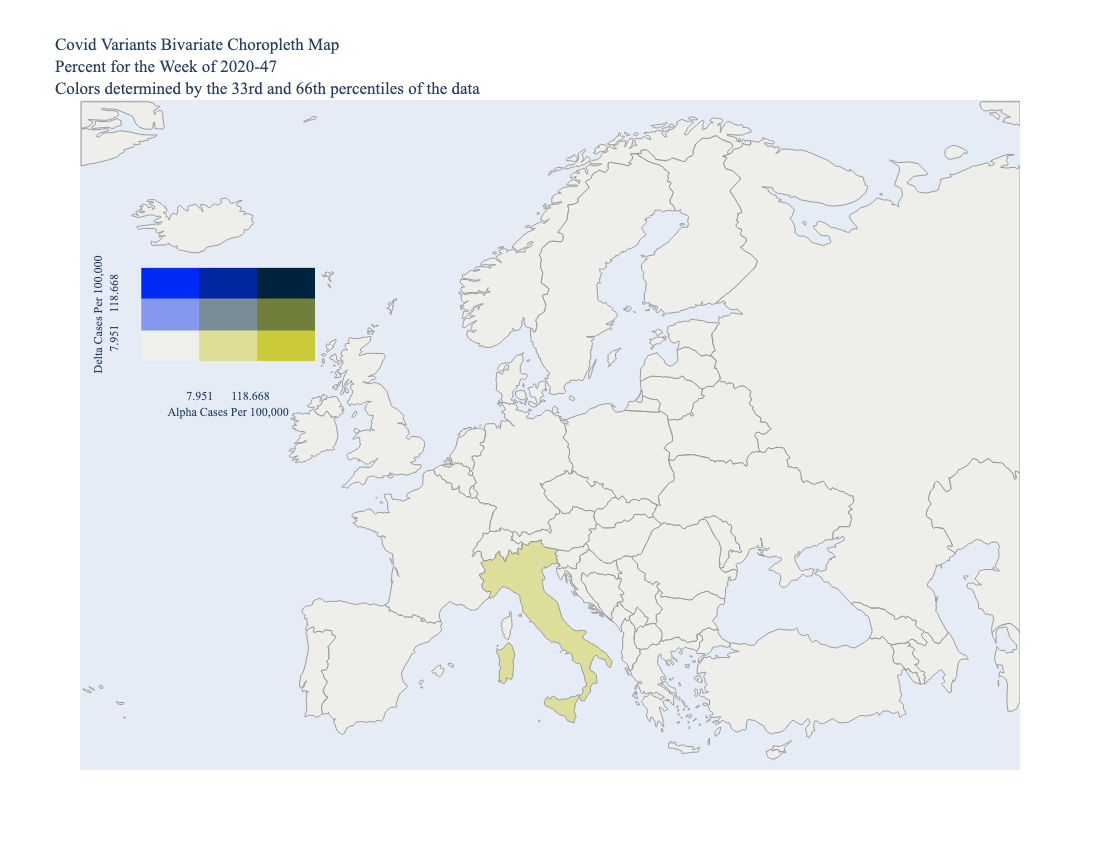 Covid Variants Bivariate Choropleth Map
Percent for the Week of 2020-47
Colors determined by the 33rd and 66th percentiles of the data
Delta Cases Per 100,000
7.951 118.668
7.951 118.668
Alpha Cases Per 100,000